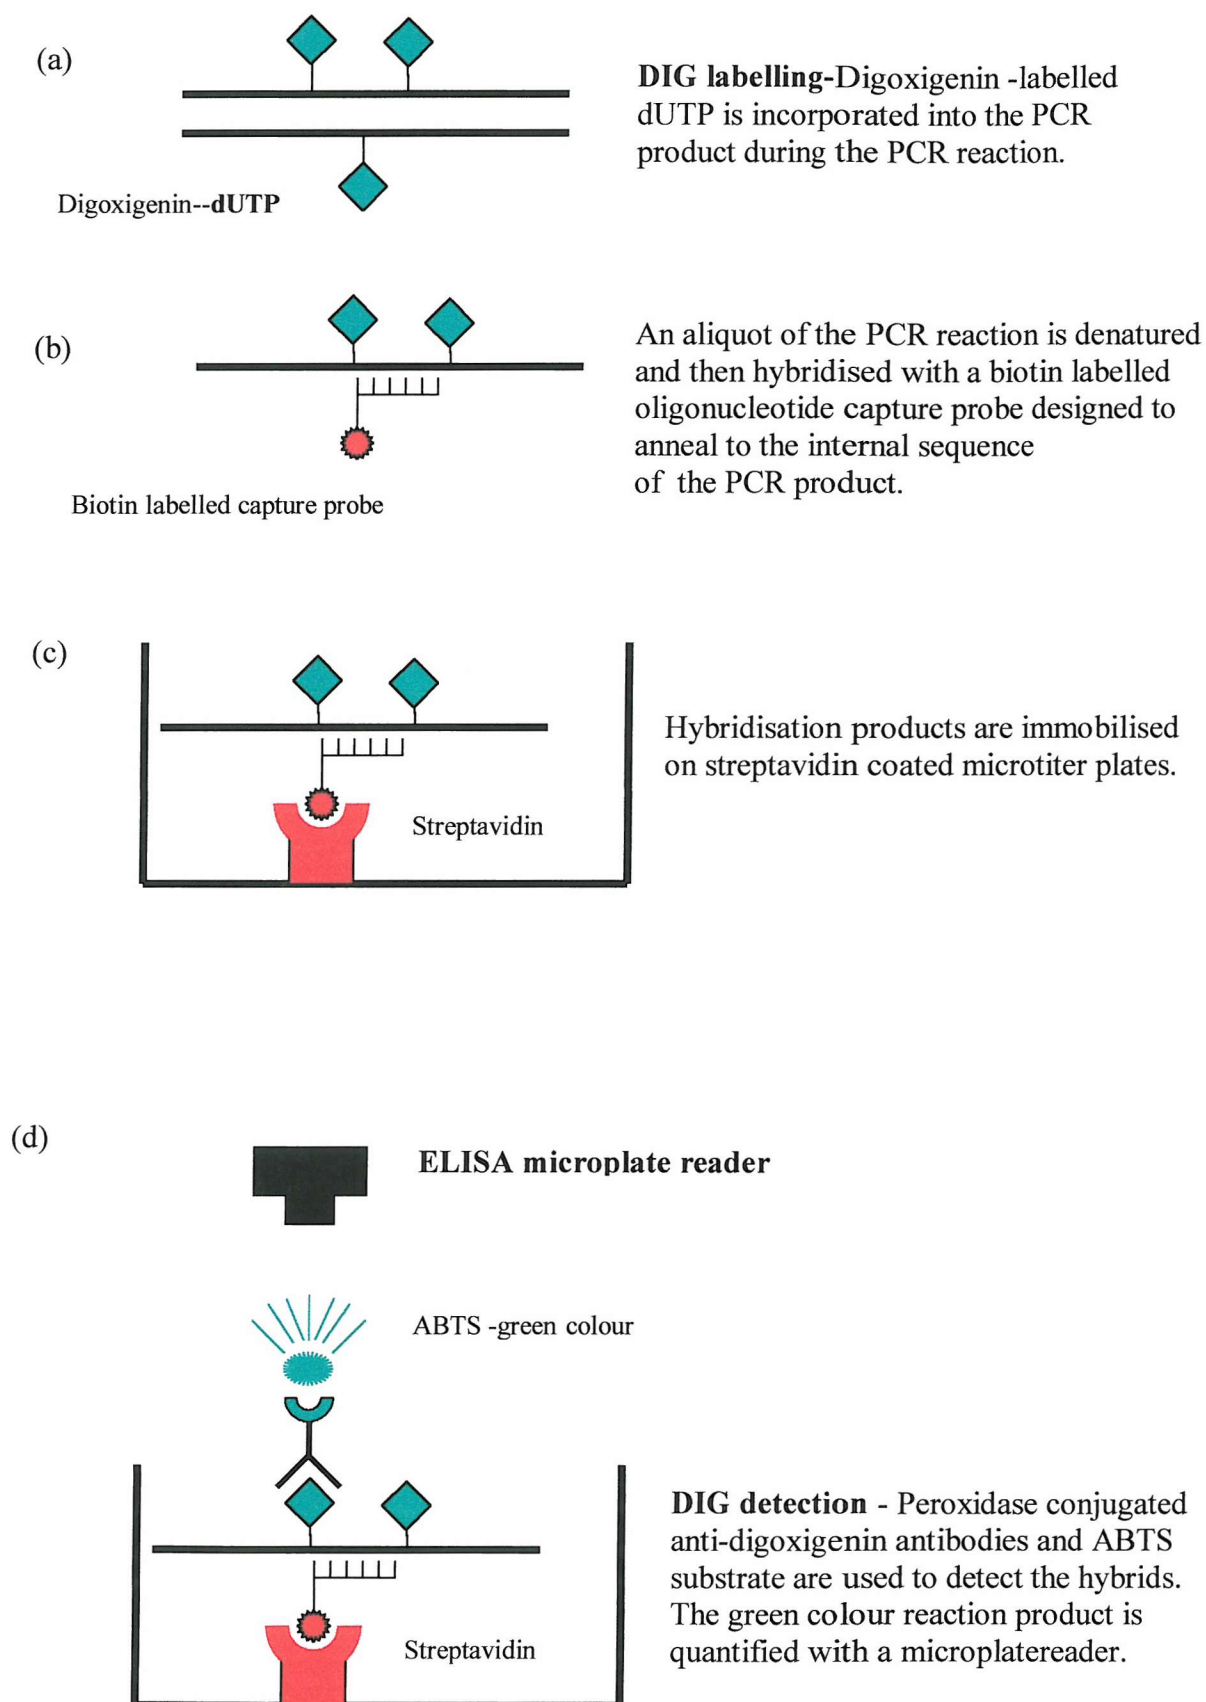 (a)
DIG labelling-Digoxigenin -labelled
dUTP is incorporated into the PCR
product during the PCR reaction.
Digoxigenin--dUTP
(b)
An aliquot of the PCR reaction is denatured
and then hybridised with a biotin labelled
oligonucleotide capture probe designed to
anneal to the internal sequence
of the PCR product.
Biotin labelled capture probe
(c)
Hybridisation products are immobilised
on streptavidin coated microtiter plates.
Streptavidin
(d)
ELISA microplate reader
ABTS -green colour
DIG detection - Peroxidase conjugated
anti-digoxigenin antibodies and ABTS
substrate are used to detect the hybrids.
The green colour reaction product is
quantified with a microplatereader.
Streptavidin